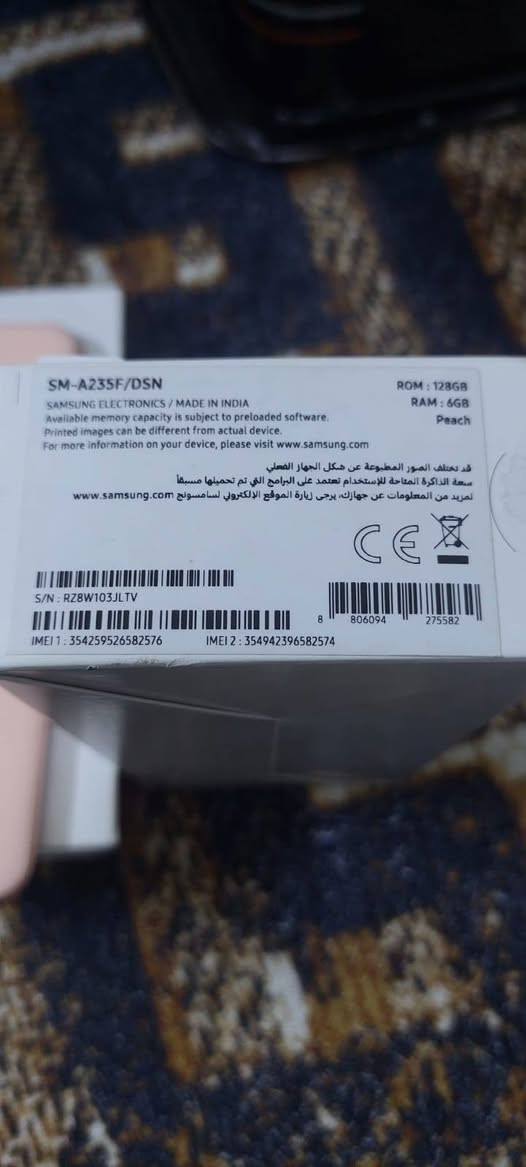 SM-A235F/DSN
ROM : 128GB
SAMSUNG ELECTRONICS / MADE IN INDIA
RAM : 6GB
Available memory capacity is subject to preloaded software.
Peach
Printed images can be different from actual device.
For more information on your device, please visit www.samsung.com
قد تختلف الصور المطبوعة عن شكل الجهاز الفعلي
سعة الذاكرة المتاحة للإستخدام تعتمد على البرامج التي تم تحميلها مسبقاً
لمزيد من المعلومات عن جهازك، يرجى زيارة الموقع الإلكتروني لسامسونج www.samsung.com
CE
S/N : RZ8W103JLTV
8 806094 275582
IMEI 1 : 354259526582576 IMEI 2 : 354942396582574